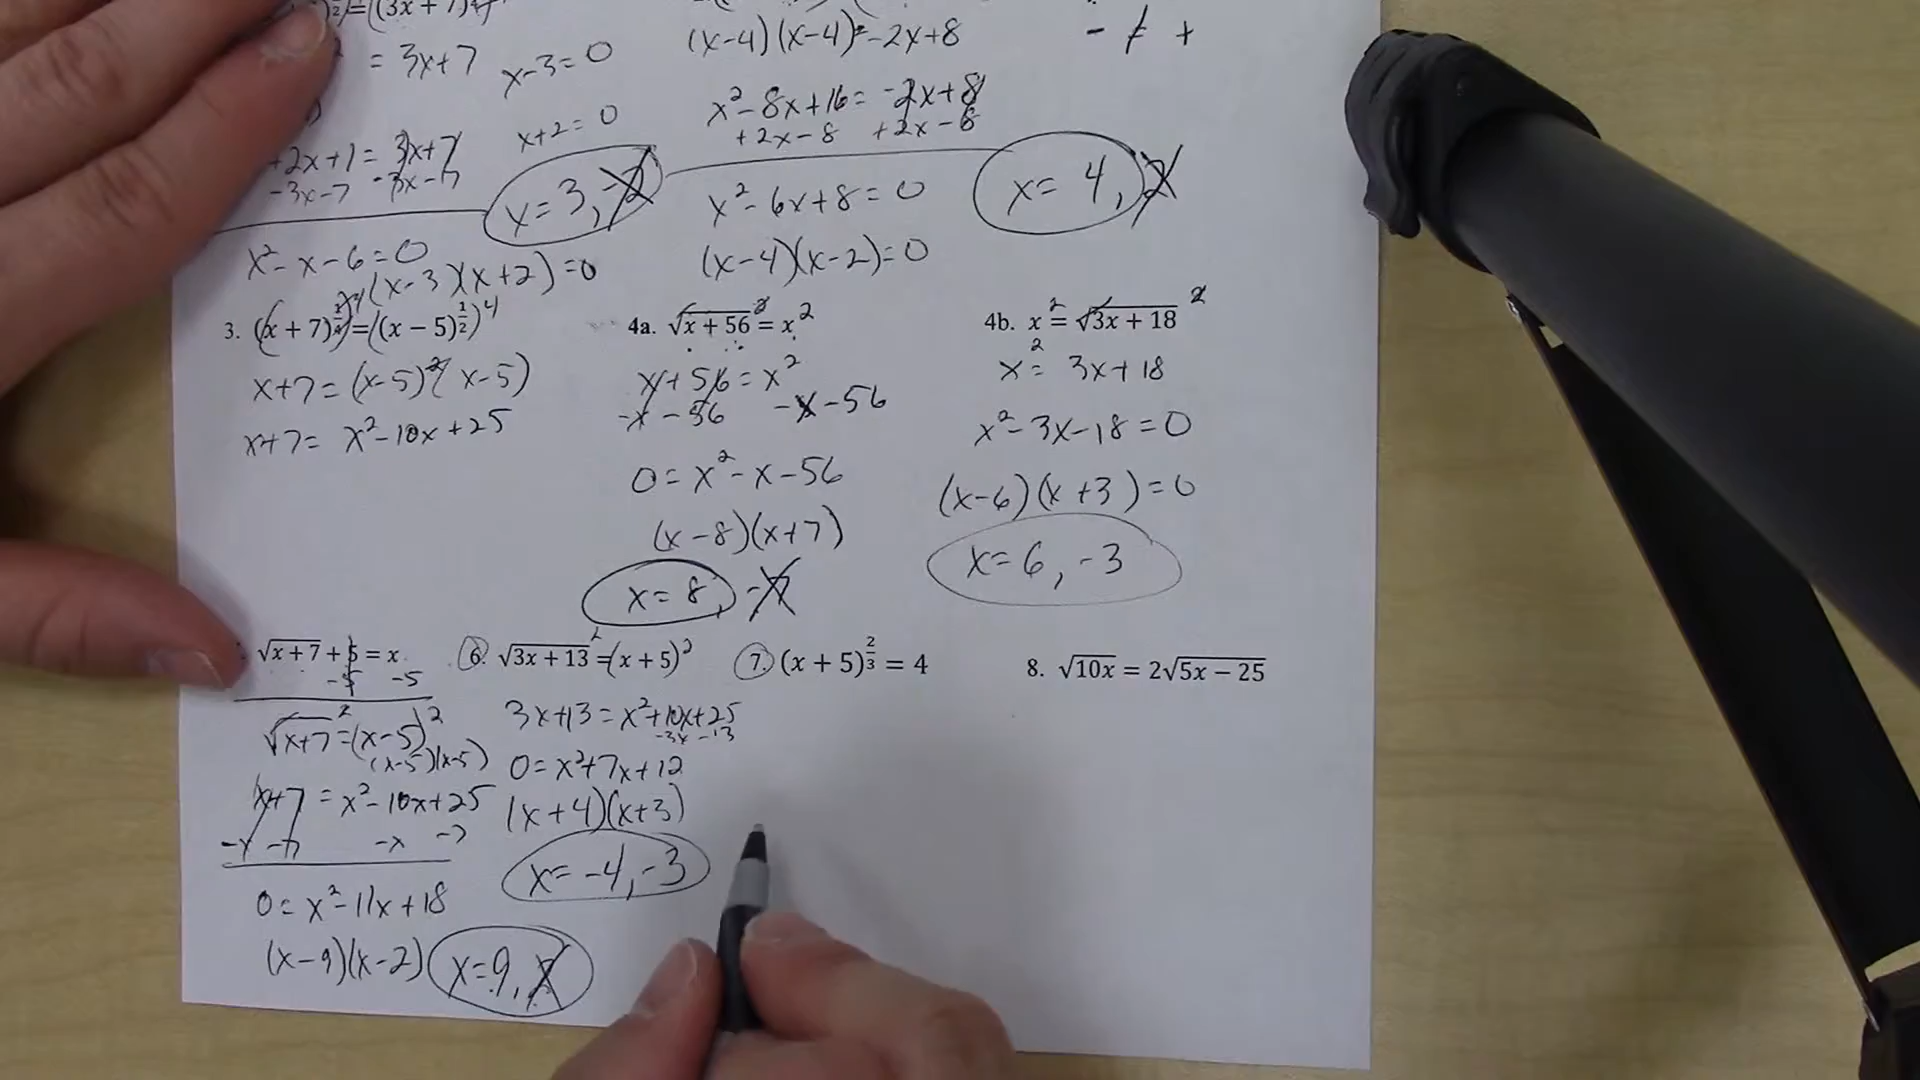 = (3x + 7)
= 3x+7
x-3=0
x+2=0
+2x+1= 3x+7
-3x-7 -3x-7
x=3, -2
x²-x-6=0
(x-3)(x+2)=0
(x-4)(x-4)=-2x+8
x²-8x+16= -2x+8
+2x-8 +2x-8
x²-6x+8=0
(x-4)(x-2)=0
- +
x= 4, 2
3. (x + 7) = ((x − 5)^{1/2})^4
x+7= (x-5)²(x-5)
x+7= x²-10x+25
4a. √(x + 56)² = x²
x+56=x²
-x-56 -x-56
0=x²-x-56
(x-8)(x+7)
x=8, -7
4b. x² = √(3x + 18)²
x²= 3x+18
x²-3x-18=0
(x-6)(x+3)=0
x=6, -3
√(x + 7) + 5 = x
-5 -5
√(x+7)²=(x-5)²
(x-5)(x-5)
x+7=x²-10x+25
-x-7 -x -7
0=x²-11x+18
(x-9)(x-2)
x=9, 2
6. √(3x + 13)² =(x + 5)²
3x+13=x²+10x+25
-3x-13
0=x²+7x+12
(x+4)(x+3)
x=-4,-3
7. (x + 5)^{2/3} = 4
8. √(10x) = 2√(5x − 25)